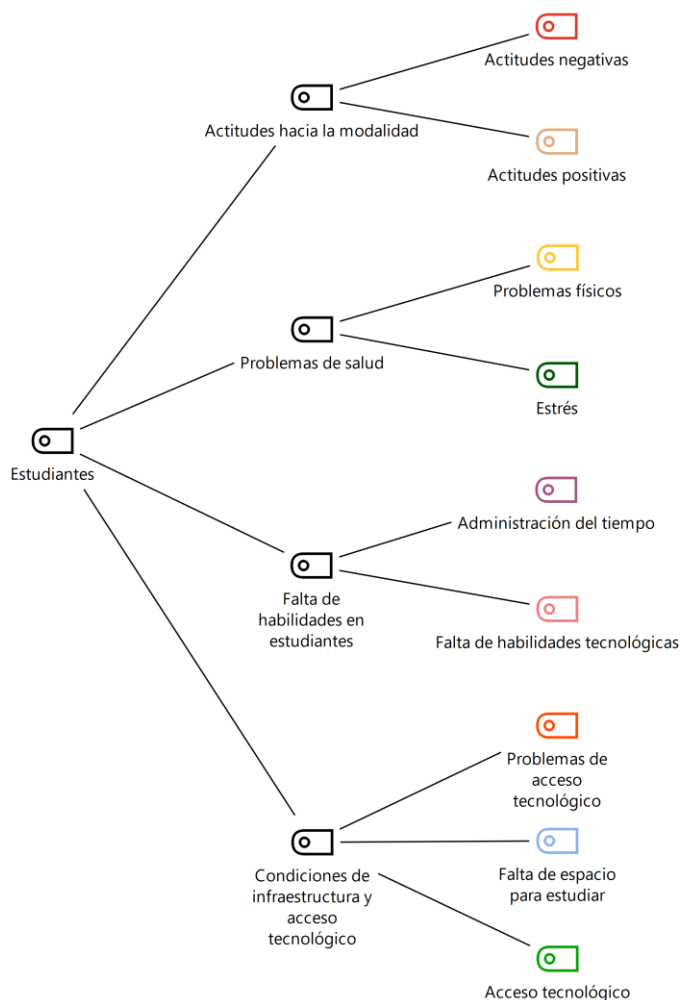 Actitudes negativas
Actitudes hacia la modalidad
Actitudes positivas
Problemas físicos
Problemas de salud
Estrés
Estudiantes
Administración del tiempo
Falta de
habilidades en
estudiantes
Falta de habilidades tecnológicas
Problemas de
acceso
tecnológico
Condiciones de
infraestructura y
acceso
tecnológico
Falta de espacio
para estudiar
Acceso tecnológico